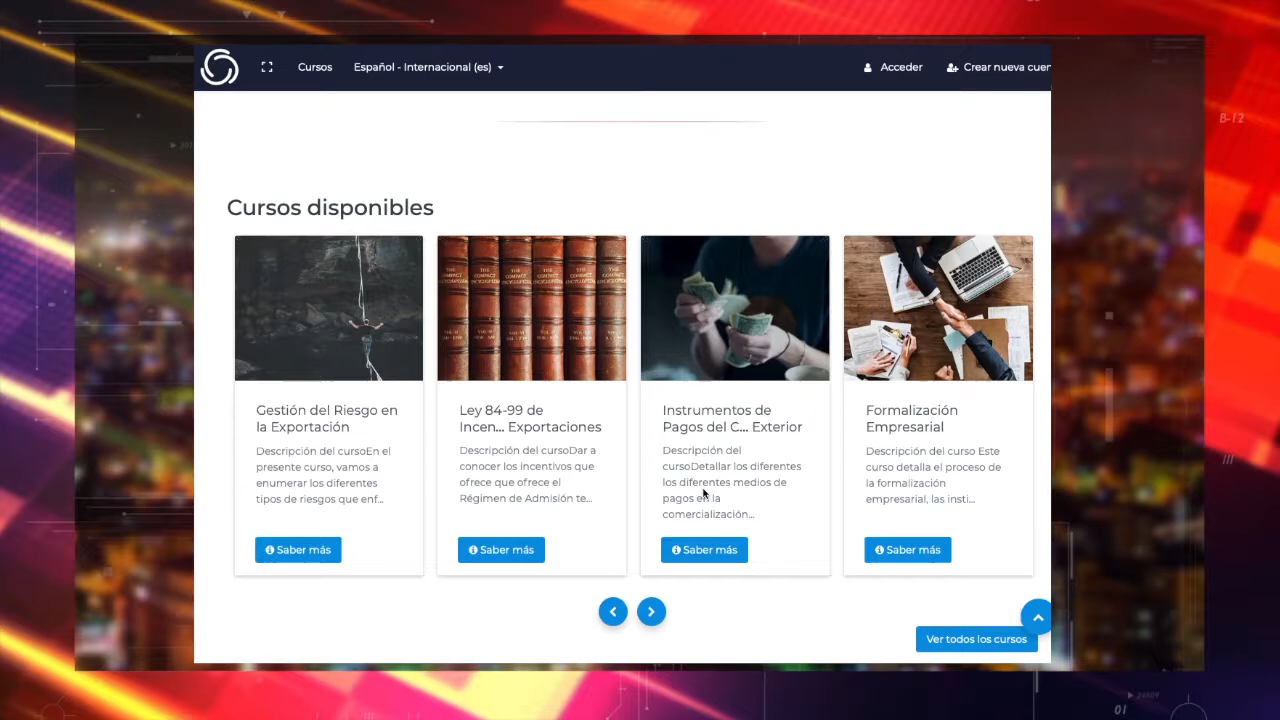 Cursos
Español - Internacional (es)
Acceder
Crear nueva cuen
B-12
Cursos disponibles
THE COMPACT
Gestión del Riesgo en
la Exportación
Descripción del cursoEn el
presente curso, vamos a
enumerar los diferentes
tipos de riesgos que enf...
Saber más
Ley 84-99 de
Incen... Exportaciones
Descripción del cursoDar a
conocer los incentivos que
ofrece que ofrece el
Régimen de Admisión te...
Saber más
Instrumentos de
Pagos del C... Exterior
Descripción del
cursoDetallar los diferentes
los diferentes medios de
pagos en la
comercialización...
Saber más
Formalización
Empresarial
Descripción del curso Este
curso detalla el proceso de
la formalización
empresarial, las insti...
Saber más
Ver todos los cursos
01